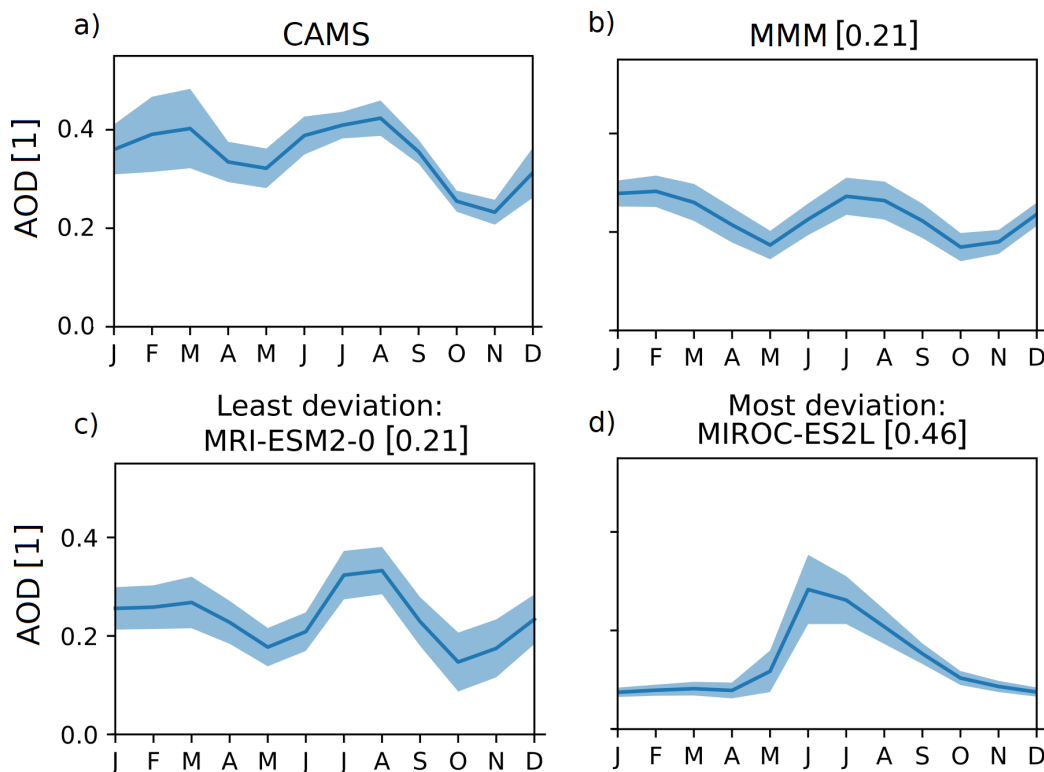 a)
CAMS
AOD [1]
0.4
0.2
0.0
J F M A M J J A S O N D
b)
MMM [0.21]
J F M A M J J A S O N D
c)
Least deviation:
MRI-ESM2-0 [0.21]
AOD [1]
0.4
0.2
0.0
J F M A M J J A S O N D
d)
Most deviation:
MIROC-ES2L [0.46]
J F M A M J J A S O N D